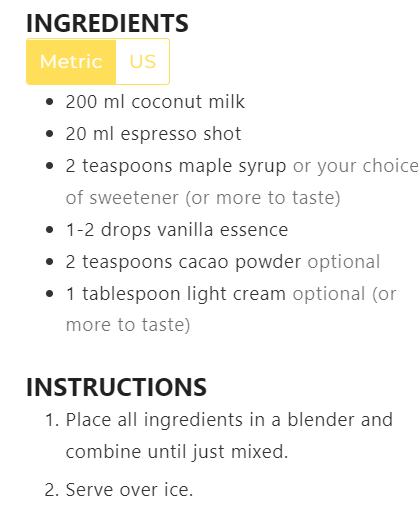 INGREDIENTS
Metric US
200 ml coconut milk
20 ml espresso shot
2 teaspoons maple syrup or your choice
of sweetener (or more to taste)
1-2 drops vanilla essence
2 teaspoons cacao powder optional
1 tablespoon light cream optional (or
more to taste)
INSTRUCTIONS
1. Place all ingredients in a blender and
combine until just mixed.
2. Serve over ice.